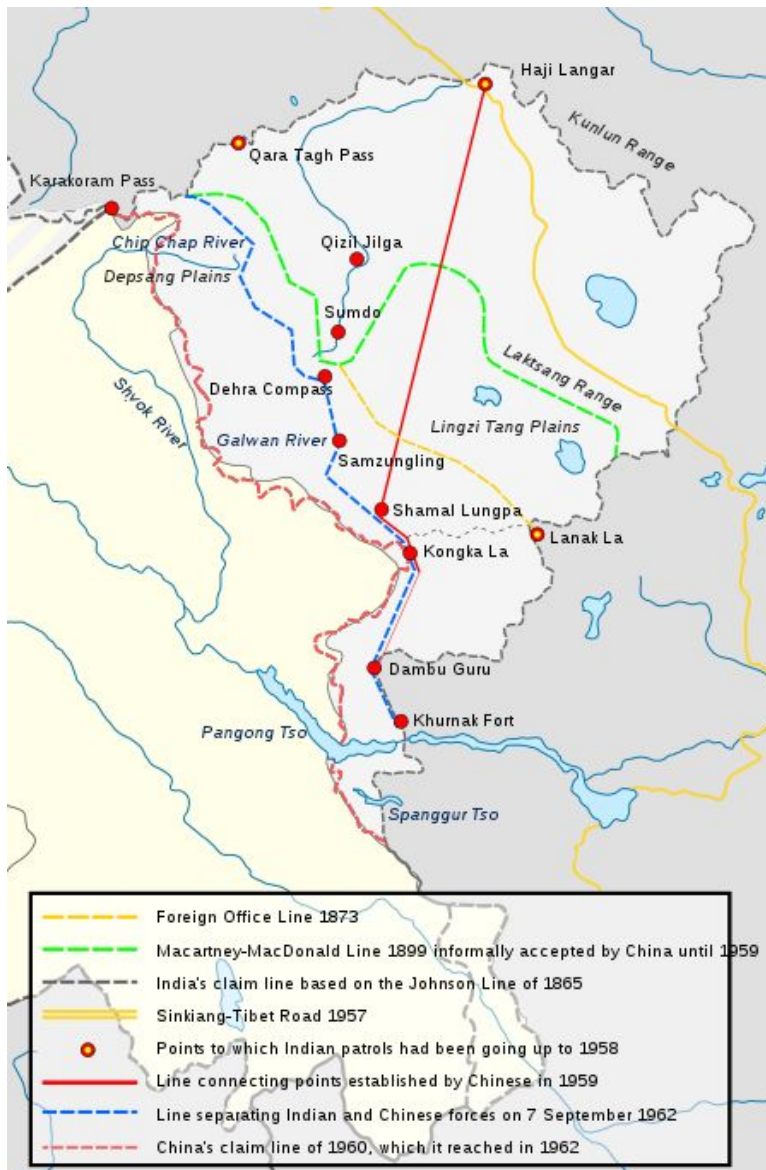 Haji Langar
Kunlun Range
Qara Tagh Pass
Karakoram Pass
Chip Chap River
Qizil Jilga
Depsang Plains
Sumdo
Laktsang Range
Dehra Compass
Shvok River
Lingzi Tang Plains
Galwan River
Samzungling
Shamal Lungpa
Lanak La
Kongka La
Dambu Guru
Khurnak Fort
Pangong Tso
Spanggur Tso
Foreign Office Line 1873
Macartney-MacDonald Line 1899 informally accepted by China until 1959
India's claim line based on the Johnson Line of 1865
Sinkiang-Tibet Road 1957
Points to which Indian patrols had been going up to 1958
Line connecting points established by Chinese in 1959
Line separating Indian and Chinese forces on 7 September 1962
China's claim line of 1960, which it reached in 1962